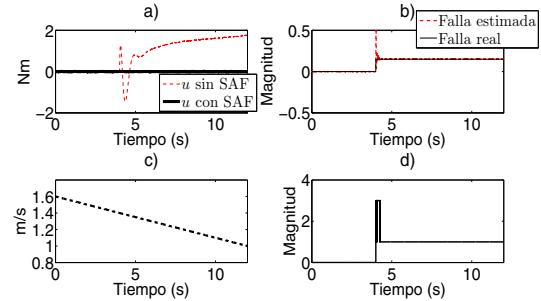 a)
b)
2
0
-2
Nm
u sin SAF
u con SAF
0
5
10
Tiempo (s)
0.5
0
-0.5
Magnitud
Falla estimada
Falla real
0
5
10
Tiempo (s)
c)
d)
1.6
1.4
1.2
1
0.8
m/s
0
5
10
Tiempo (s)
4
2
0
Magnitud
0
5
10
Tiempo (s)